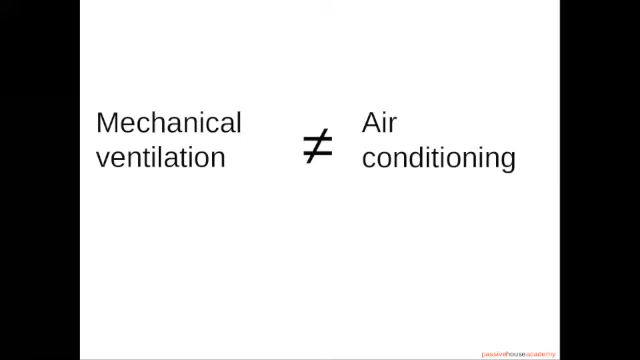 Mechanical
ventilation
≠
Air
conditioning
passivehouseacademy